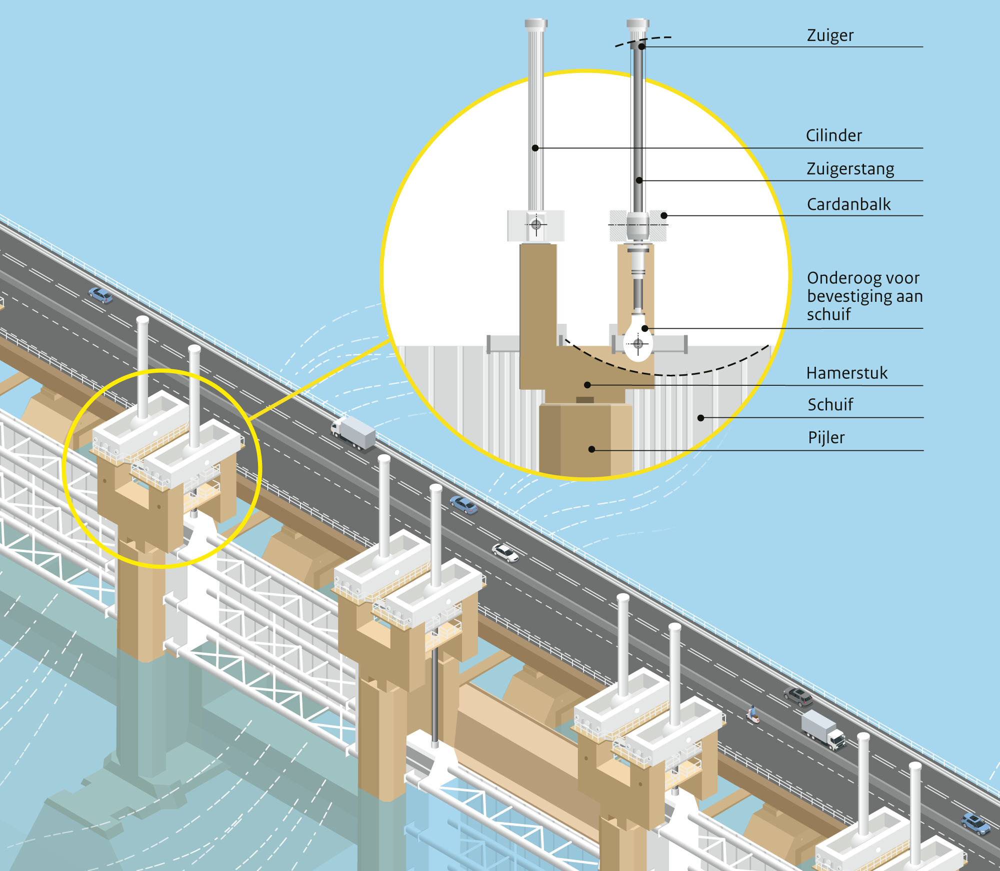 Zuiger
Cilinder
Zuigerstang
Cardanbalk
Onderoog voor
bevestiging aan
schuif
Hamerstuk
Schuif
Pijler